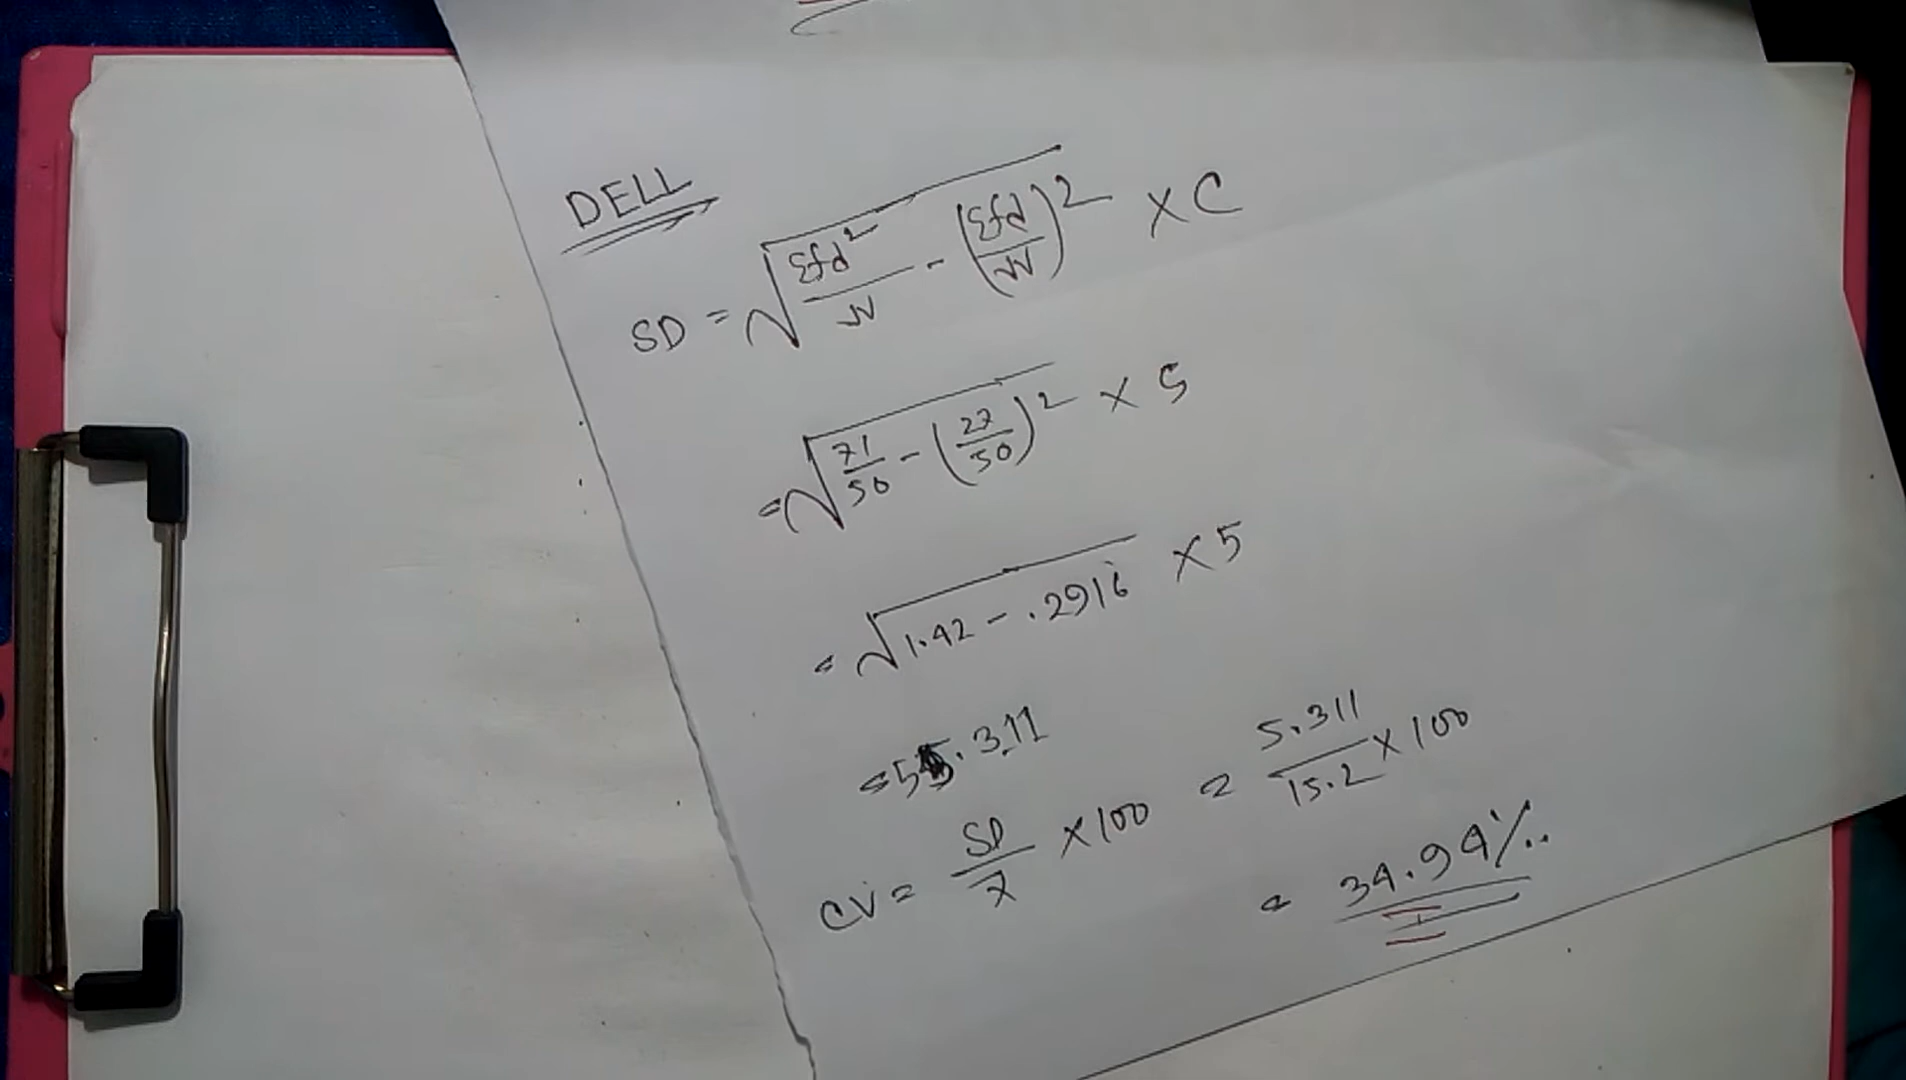 DELL
SD = √(Σfd²/N - (Σfd/N)²) × C
= √(71/50 - (27/50)²) × 5
= √(1.42 - .2916) × 5
= 5.311
CV = SD/x̄ × 100 = 5.311/15.2 × 100
= 34.94%